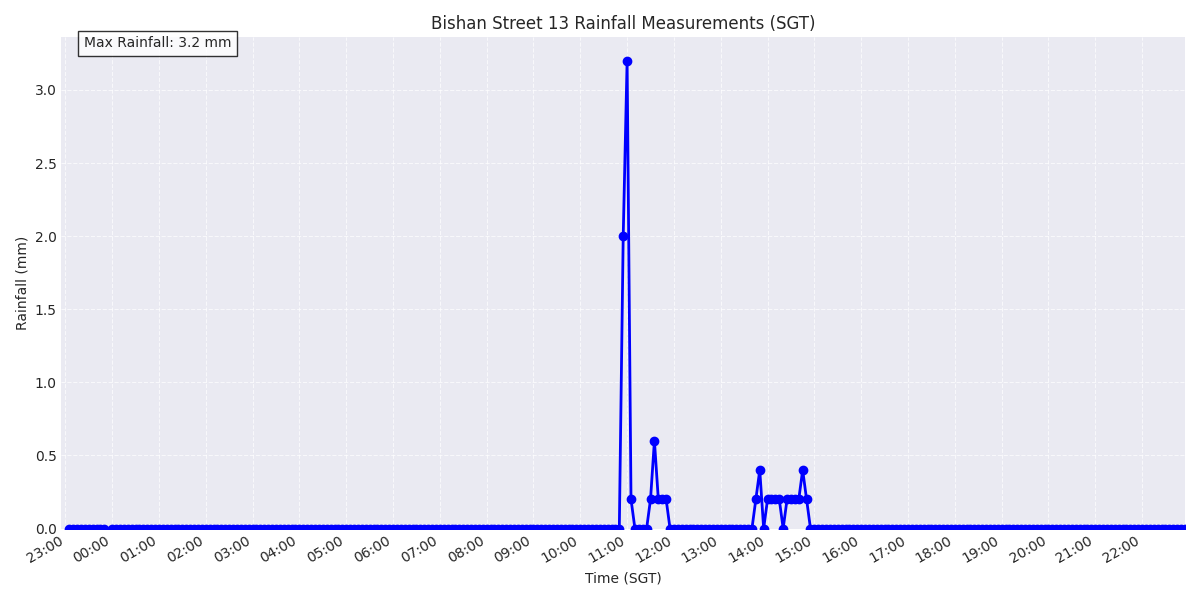 Bishan Street 13 Rainfall Measurements (SGT)
Max Rainfall: 3.2 mm
Rainfall (mm)
3.0
2.5
2.0
1.5
1.0
0.5
0.0
23:00 00:00 01:00 02:00 03:00 04:00 05:00 06:00 07:00 08:00 09:00 10:00 11:00 12:00 13:00 14:00 15:00 16:00 17:00 18:00 19:00 20:00 21:00 22:00
Time (SGT)